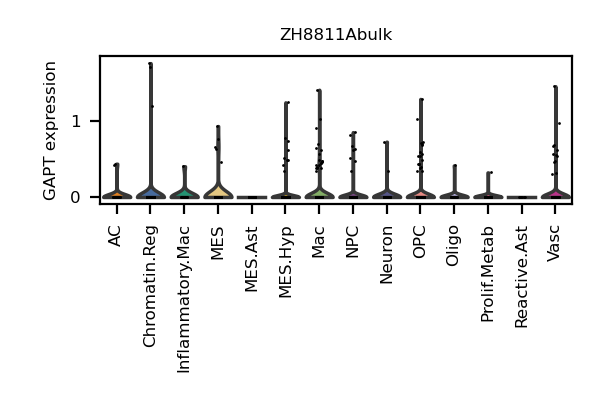 ZH8811Abulk
GAPT expression
1
0
AC
Chromatin.Reg
Inflammatory.Mac
MES
MES.Ast
MES.Hyp
Mac
NPC
Neuron
OPC
Oligo
Prolif.Metab
Reactive.Ast
Vasc